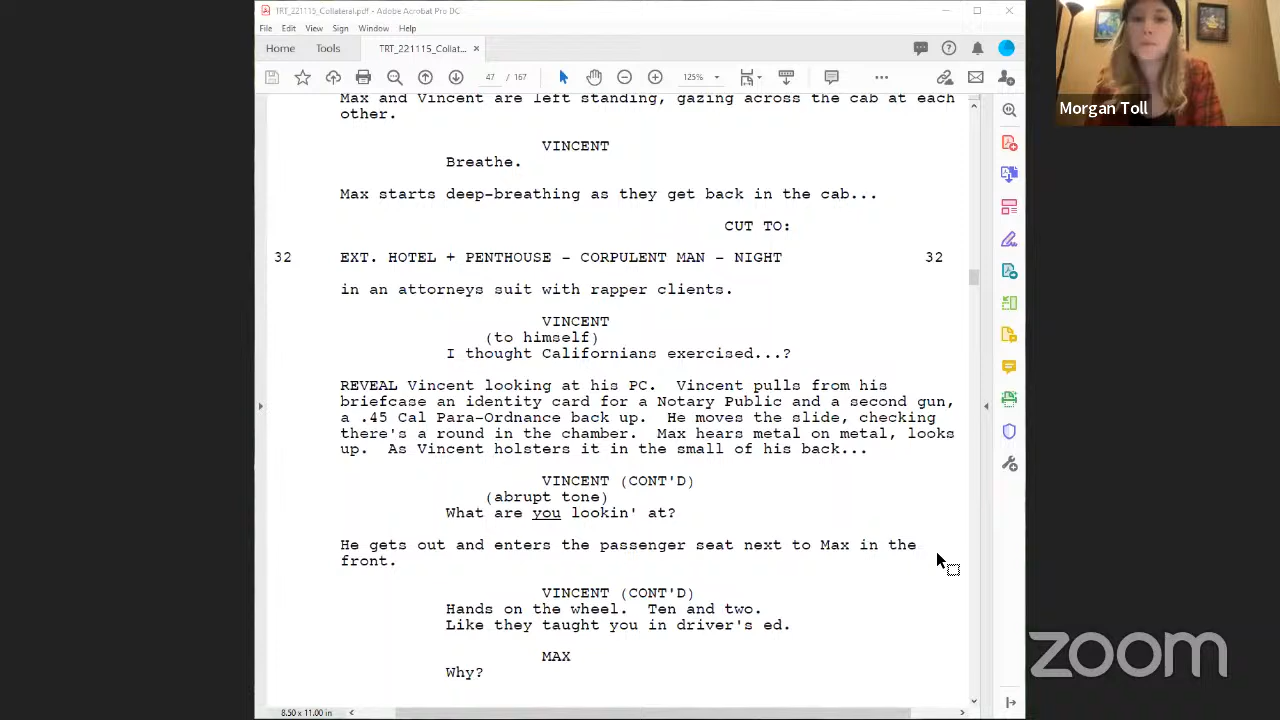 TRT_221115_Collateral.pdf - Adobe Acrobat Pro DC
File Edit View Sign Window Help
Home Tools TRT_221115_Collat... ×
47 / 167 125%
Morgan Toll
Max and Vincent are left standing, gazing across the cab at each
other.
VINCENT
Breathe.
Max starts deep-breathing as they get back in the cab...
CUT TO:
32 EXT. HOTEL + PENTHOUSE - CORPULENT MAN - NIGHT 32
in an attorneys suit with rapper clients.
VINCENT
(to himself)
I thought Californians exercised...?
REVEAL Vincent looking at his PC. Vincent pulls from his
briefcase an identity card for a Notary Public and a second gun,
a .45 Cal Para-Ordnance back up. He moves the slide, checking
there's a round in the chamber. Max hears metal on metal, looks
up. As Vincent holsters it in the small of his back...
VINCENT (CONT'D)
(abrupt tone)
What are you lookin' at?
He gets out and enters the passenger seat next to Max in the
front.
VINCENT (CONT'D)
Hands on the wheel. Ten and two.
Like they taught you in driver's ed.
MAX
Why?
8.50 x 11.00 in
zoom